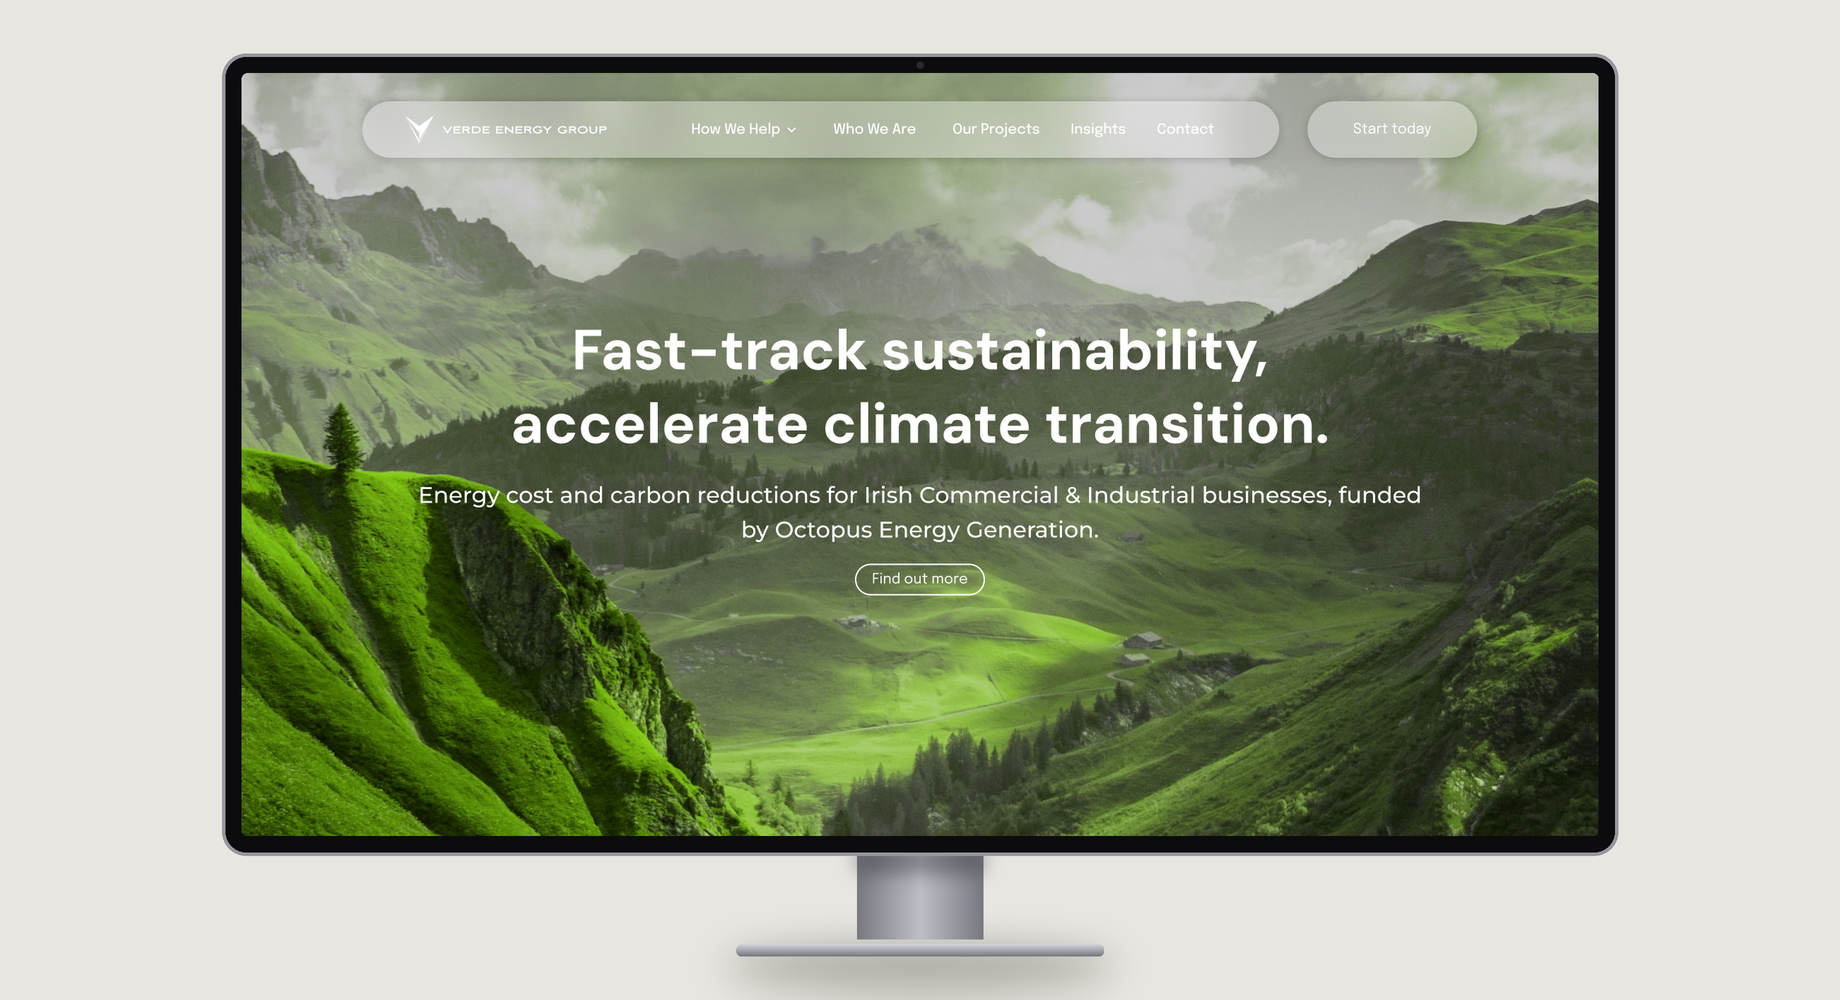 VERDE ENERGY GROUP
How We Help
Who We Are
Our Projects
Insights
Contact
Start today
Fast-track sustainability,
accelerate climate transition.
Energy cost and carbon reductions for Irish Commercial & Industrial businesses, funded
by Octopus Energy Generation.
Find out more